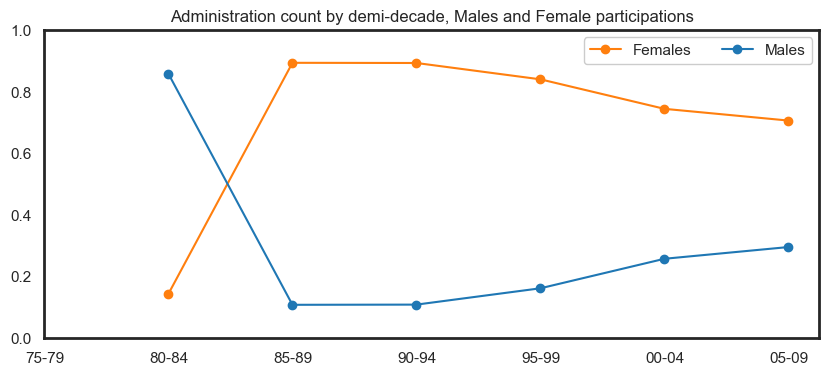 Administration count by demi-decade, Males and Female participations
Females Males
1.0
0.8
0.6
0.4
0.2
0.0
75-79 80-84 85-89 90-94 95-99 00-04 05-09